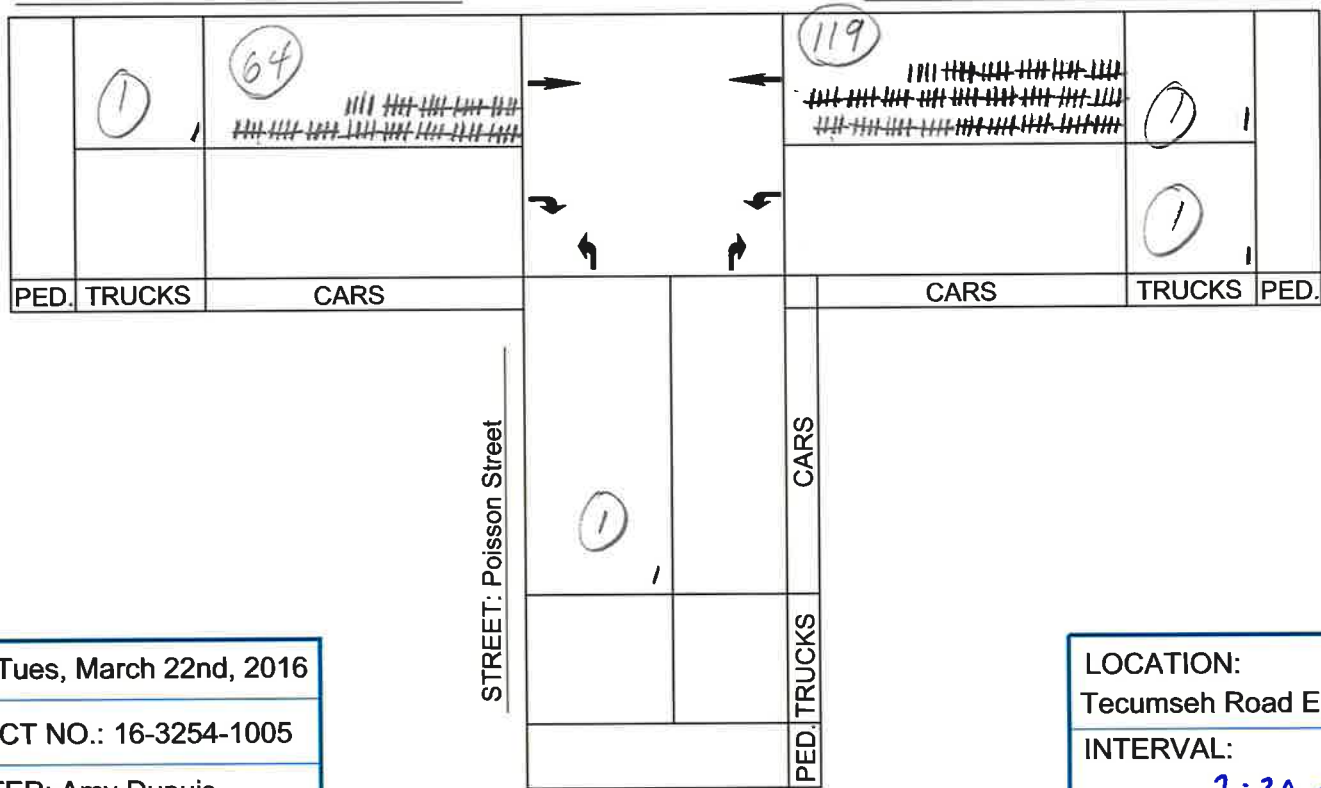 64
119
1
1
1
PED. TRUCKS CARS
CARS TRUCKS PED.
STREET: Poisson Street
CARS
1
TRUCKS
PED.
Tues, March 22nd, 2016
CT NO.: 16-3254-1005
LOCATION:
Tecumseh Road E
INTERVAL: